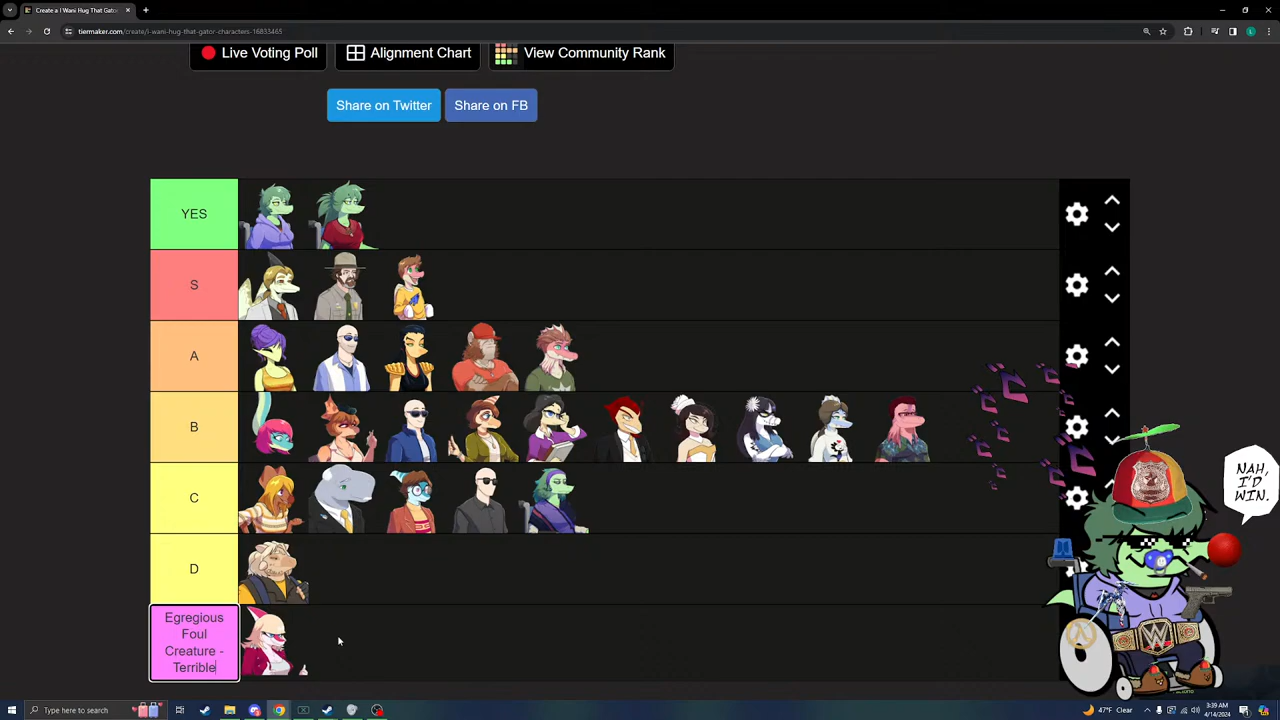 Create a I Wani Hug That Gator
tiermaker.com/create/i-wani-hug-that-gator-characters-16833465
L
Live Voting Poll
Alignment Chart
View Community Rank
Share on Twitter
Share on FB
YES
S
A
B
C
D
Egregious
Foul
Creature -
Terrible
NAH,
I'D
WIN.
W
Type here to search
47°F Clear
3:39 AM
4/14/2024